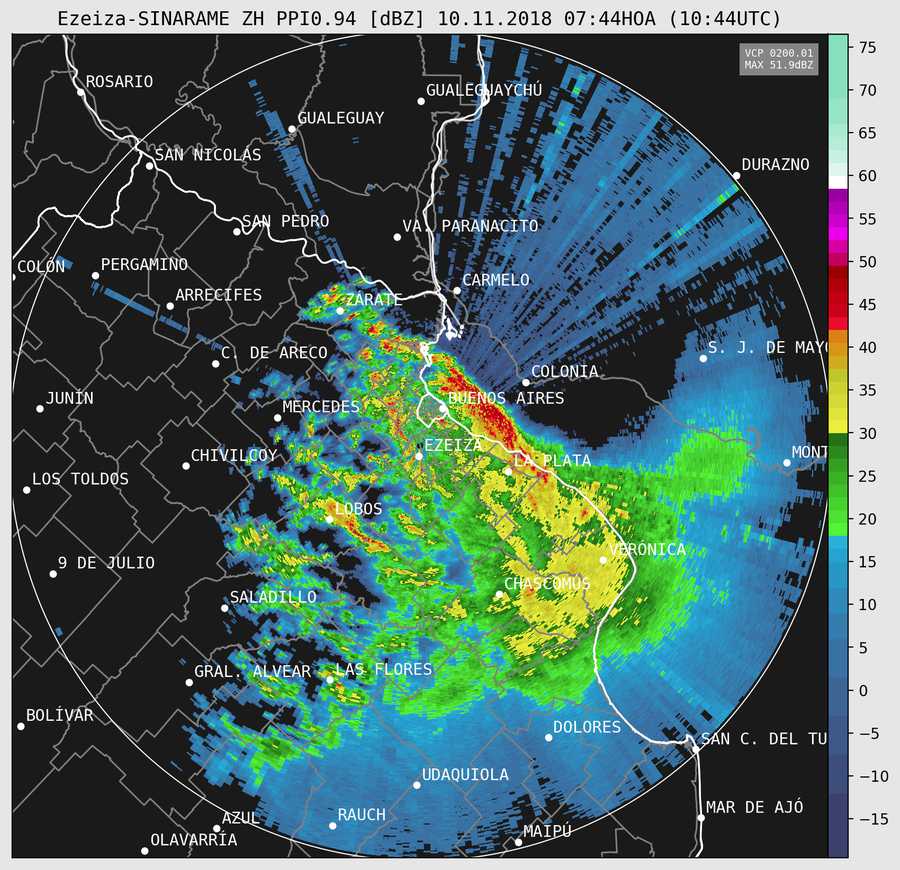 Ezeiza-SINARAME ZH PPI0.94 [dBZ] 10.11.2018 07:44HOA (10:44UTC)
VCP 0200.01
MAX 51.9dBZ
ROSARIO
GUALEGUAYCHÚ
GUALEGUAY
SAN NICOLÁS
DURAZNO
SAN PEDRO
VA. PARANACITO
COLÓN
PERGAMINO
CARMELO
ARRECIFES
ZÁRATE
C. DE ARECO
S. J. DE MAYO
COLONIA
JUNÍN
MERCEDES
BUENOS AIRES
EZEIZA
CHIVILCOY
LA PLATA
MONT
LOS TOLDOS
LOBOS
VERÓNICA
9 DE JULIO
CHASCOMÚS
SALADILLO
GRAL. ALVEAR
LAS FLORES
BOLÍVAR
DOLORES
SAN C. DEL TU
UDAQUIOLA
MAR DE AJÓ
RAUCH
AZUL
MAIPÚ
OLAVARRÍA
75
70
65
60
55
50
45
40
35
30
25
20
15
10
5
0
−5
−10
−15